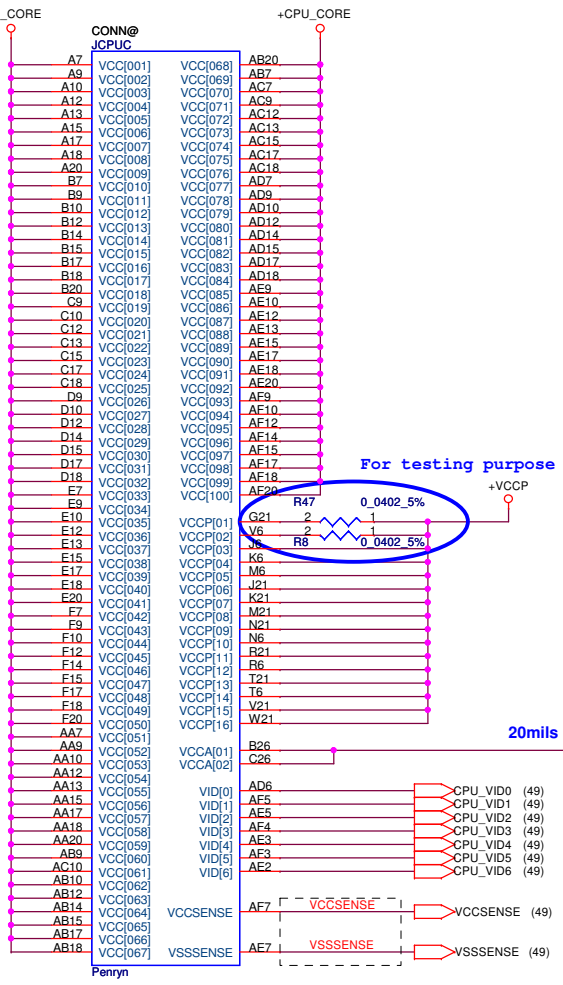 _CORE
+CPU_CORE
CONN@
JCPUC
A7 VCC[001] VCC[068] AB20
A9 VCC[002] VCC[069] AB7
A10 VCC[003] VCC[070] AC7
A12 VCC[004] VCC[071] AC9
A13 VCC[005] VCC[072] AC12
A15 VCC[006] VCC[073] AC13
A17 VCC[007] VCC[074] AC15
A18 VCC[008] VCC[075] AC17
A20 VCC[009] VCC[076] AC18
B7 VCC[010] VCC[077] AD7
B9 VCC[011] VCC[078] AD9
B10 VCC[012] VCC[079] AD10
B12 VCC[013] VCC[080] AD12
B14 VCC[014] VCC[081] AD14
B15 VCC[015] VCC[082] AD15
B17 VCC[016] VCC[083] AD17
B18 VCC[017] VCC[084] AD18
B20 VCC[018] VCC[085] AE9
C9 VCC[019] VCC[086] AE10
C10 VCC[020] VCC[087] AE12
C12 VCC[021] VCC[088] AE13
C13 VCC[022] VCC[089] AE15
C15 VCC[023] VCC[090] AE17
C17 VCC[024] VCC[091] AE18
C18 VCC[025] VCC[092] AE20
D9 VCC[026] VCC[093] AF9
D10 VCC[027] VCC[094] AF10
D12 VCC[028] VCC[095] AF12
D14 VCC[029] VCC[096] AF14
D15 VCC[030] VCC[097] AF15
D17 VCC[031] VCC[098] AF17
D18 VCC[032] VCC[099] AF18
E7 VCC[033] VCC[100] AF20
For testing purpose
+VCCP
E9 VCC[034] R47 0_0402_5%
E10 VCC[035] VCCP[01] G21 2 1
E12 VCC[036] VCCP[02] V6 2 1
E13 VCC[037] VCCP[03] J6 R8 0_0402_5%
E15 VCC[038] VCCP[04] K6
E17 VCC[039] VCCP[05] M6
E18 VCC[040] VCCP[06] J21
E20 VCC[041] VCCP[07] K21
F7 VCC[042] VCCP[08] M21
F9 VCC[043] VCCP[09] N21
F10 VCC[044] VCCP[10] N6
F12 VCC[045] VCCP[11] R21
F14 VCC[046] VCCP[12] R6
F15 VCC[047] VCCP[13] T21
F17 VCC[048] VCCP[14] T6
F18 VCC[049] VCCP[15] V21
F20 VCC[050] VCCP[16] W21
AA7 VCC[051] 20mils
AA9 VCC[052] VCCA[01] B26
AA10 VCC[053] VCCA[02] C26
AA12 VCC[054]
AA13 VCC[055] VID[0] AD6 CPU_VID0 (49)
AA15 VCC[056] VID[1] AF5 CPU_VID1 (49)
AA17 VCC[057] VID[2] AE5 CPU_VID2 (49)
AA18 VCC[058] VID[3] AF4 CPU_VID3 (49)
AA20 VCC[059] VID[4] AE3 CPU_VID4 (49)
AB9 VCC[060] VID[5] AF3 CPU_VID5 (49)
AC10 VCC[061] VID[6] AE2 CPU_VID6 (49)
AB10 VCC[062]
AB12 VCC[063]
AB14 VCC[064] VCCSENSE AF7 VCCSENSE VCCSENSE (49)
AB15 VCC[065]
AB17 VCC[066]
AB18 VCC[067] VSSSENSE AE7 VSSSENSE VSSSENSE (49)
Penryn